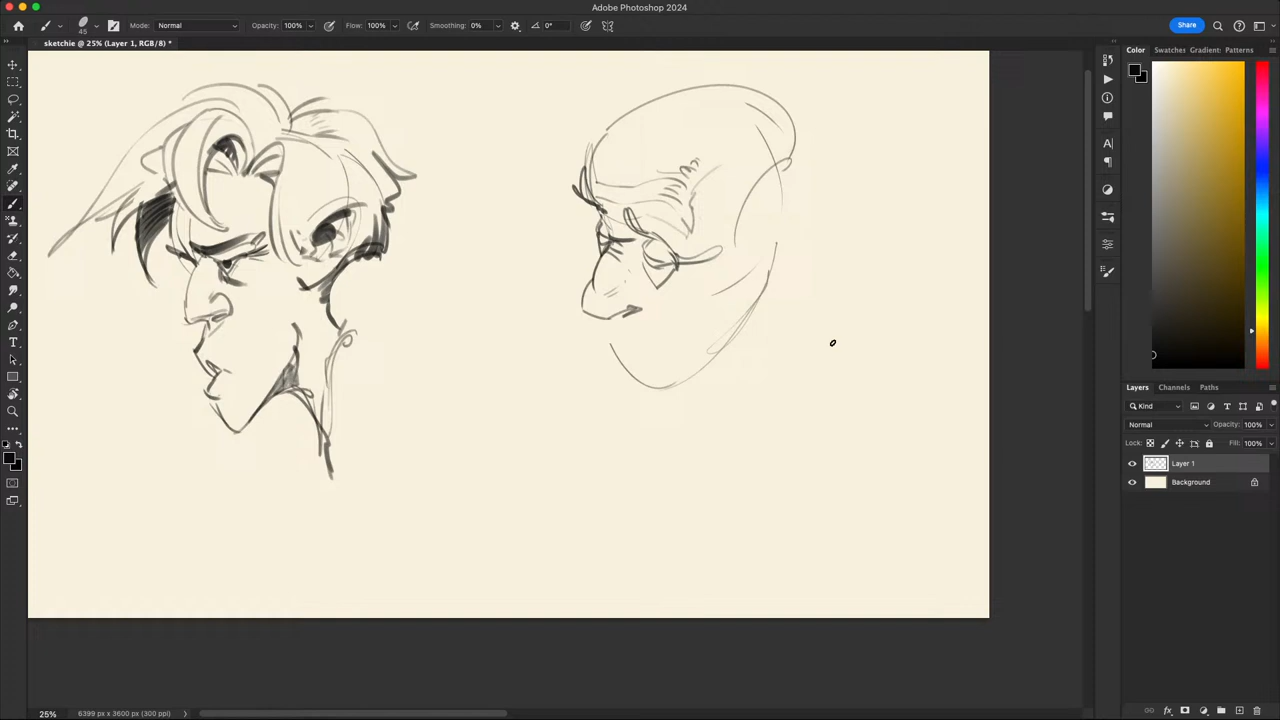 Adobe Photoshop 2024
45
Mode: Normal
Opacity: 100%
Flow: 100%
Smoothing: 0%
0°
Share
sketchie @ 25% (Layer 1, RGB/8) *
Color Swatches Gradient: Patterns
Layers Channels Paths
Kind
Normal
Opacity: 100%
Lock:
Fill: 100%
Layer 1
Background
25%
6399 px x 3600 px (300 ppi)